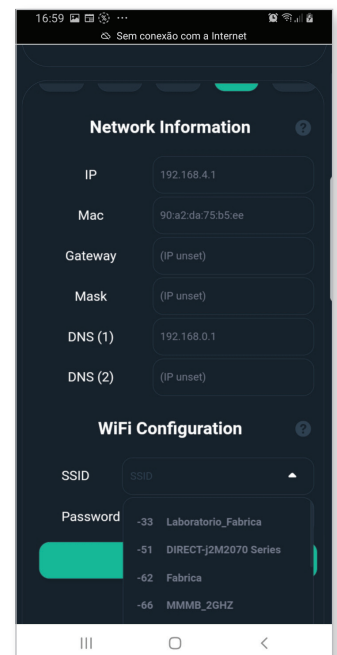 16:59
Sem conexão com a Internet
Network Information ?
IP 192.168.4.1
Mac 90:a2:da:75:b5:ee
Gateway (IP unset)
Mask (IP unset)
DNS (1) 192.168.0.1
DNS (2) (IP unset)
WiFi Configuration ?
SSID SSID
Password
-33 Laboratorio_Fabrica
-51 DIRECT-j2M2070 Series
-62 Fabrica
-66 MMMB_2GHZ